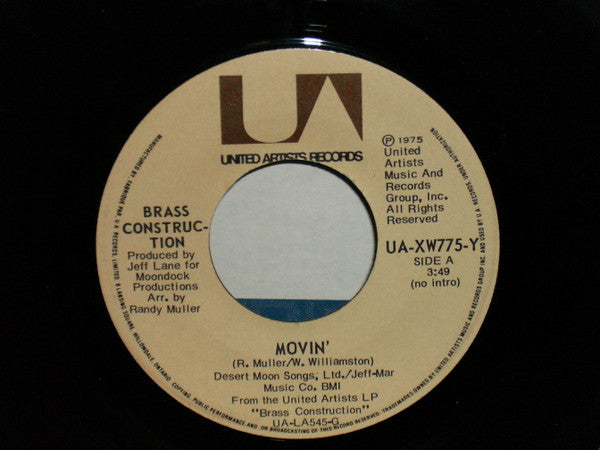 UA
UNITED ARTISTS RECORDS
℗ 1975
United
Artists
Music And
Records
Group, Inc.
All Rights
Reserved
BRASS
CONSTRUC-
TION
Produced by
Jeff Lane for
Moondock
Productions
Arr. by
Randy Muller
UA-XW775-Y
SIDE A
3:49
(no intro)
MOVIN'
(R. Muller/W. Williamston)
Desert Moon Songs, Ltd./Jeff-Mar
Music Co. BMI
From the United Artists LP
"Brass Construction"
UA-LA545-G